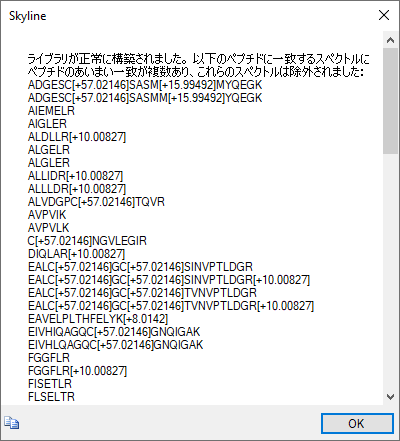 Skyline
ライブラリが正常に構築されました。以下のペプチドに一致するスペクトルに
ペプチドのあいまい一致が複数あり、これらのスペクトルは除外されました:
ADGESC[+57.02146]SASM[+15.99492]MYQEGK
ADGESC[+57.02146]SASMM[+15.99492]YQEGK
AIEMELR
AIGLER
ALDLLR[+10.00827]
ALGELR
ALGLER
ALLIDR[+10.00827]
ALLLDR[+10.00827]
ALVDGPC[+57.02146]TQVR
AVPVIK
AVPVLK
C[+57.02146]NGVLEGIR
DIQLAR[+10.00827]
EALC[+57.02146]GC[+57.02146]SINVPTLDGR
EALC[+57.02146]GC[+57.02146]SINVPTLDGR[+10.00827]
EALC[+57.02146]GC[+57.02146]TVNVPTLDGR
EALC[+57.02146]GC[+57.02146]TVNVPTLDGR[+10.00827]
EAVELPLTHFELYK[+8.0142]
EIVHIQAGQC[+57.02146]GNQIGAK
EIVHLQAGQC[+57.02146]GNQIGAK
FGGFLR
FGGFLR[+10.00827]
FISETLR
FLSELTR
OK